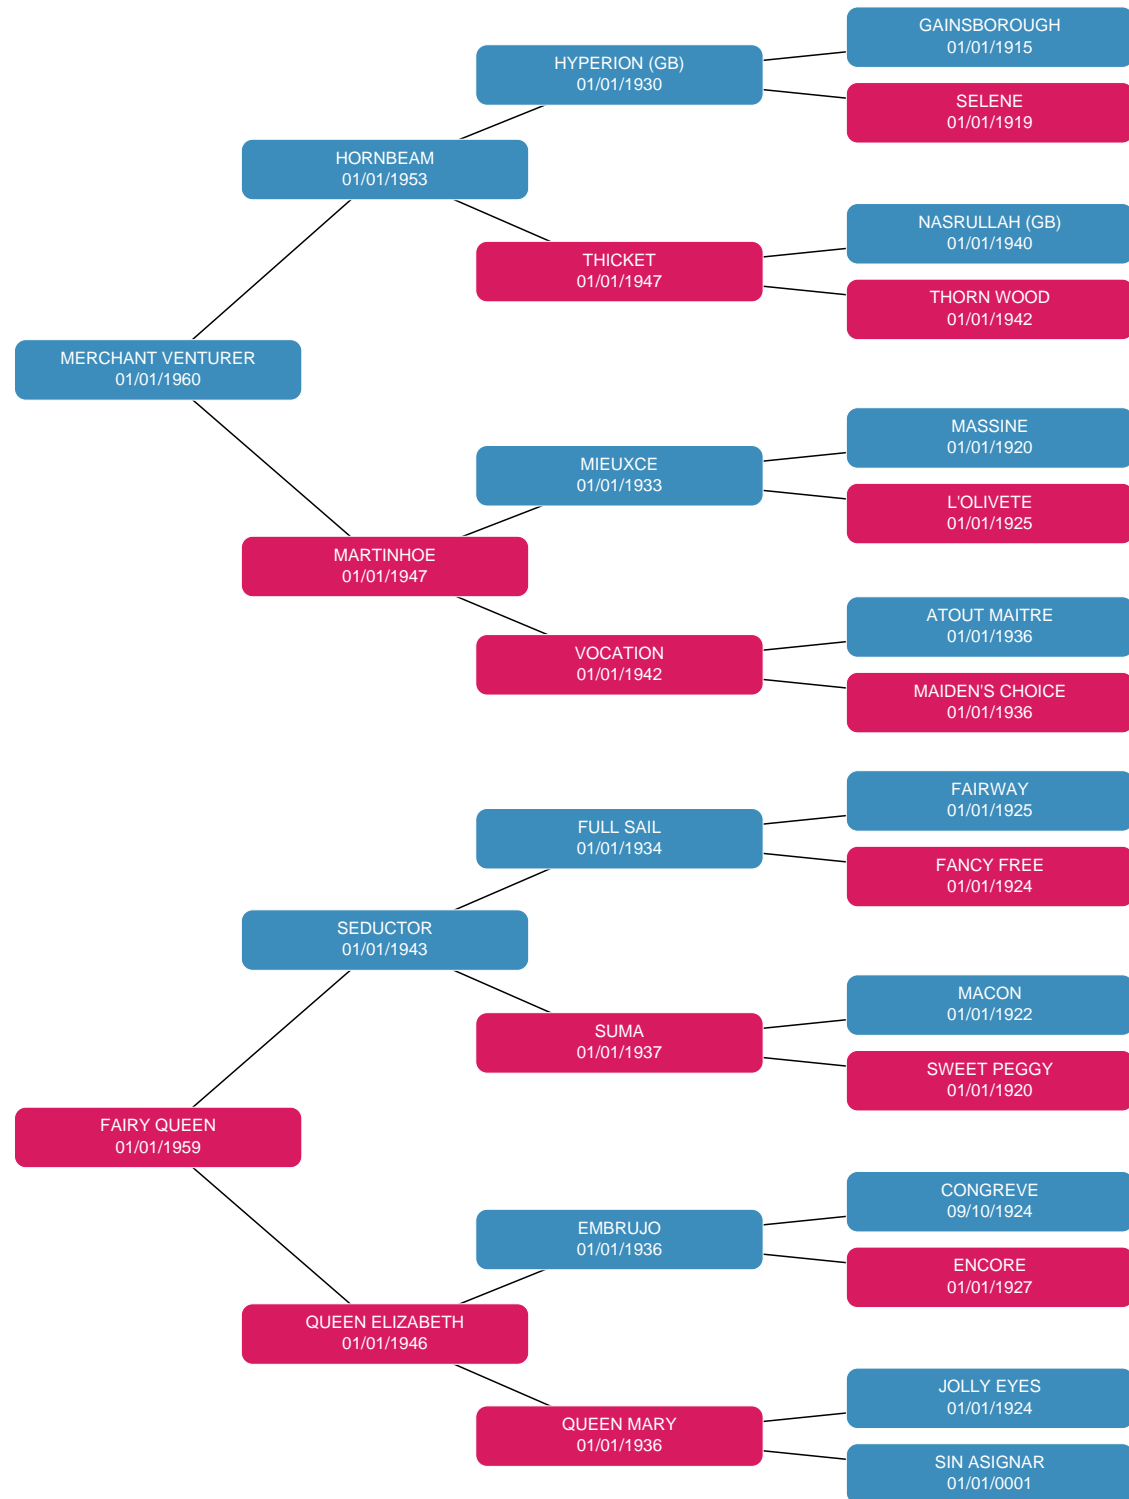 GAINSBOROUGH
01/01/1915
HYPERION (GB)
01/01/1930
SELENE
01/01/1919
HORNBEAM
01/01/1953
NASRULLAH (GB)
01/01/1940
THICKET
01/01/1947
THORN WOOD
01/01/1942
MERCHANT VENTURER
01/01/1960
MASSINE
01/01/1920
MIEUXCE
01/01/1933
L'OLIVETE
01/01/1925
MARTINHOE
01/01/1947
ATOUT MAITRE
01/01/1936
VOCATION
01/01/1942
MAIDEN'S CHOICE
01/01/1936
FAIRWAY
01/01/1925
FULL SAIL
01/01/1934
FANCY FREE
01/01/1924
SEDUCTOR
01/01/1943
MACON
01/01/1922
SUMA
01/01/1937
SWEET PEGGY
01/01/1920
FAIRY QUEEN
01/01/1959
CONGREVE
09/10/1924
EMBRUJO
01/01/1936
ENCORE
01/01/1927
QUEEN ELIZABETH
01/01/1946
JOLLY EYES
01/01/1924
QUEEN MARY
01/01/1936
SIN ASIGNAR
01/01/0001